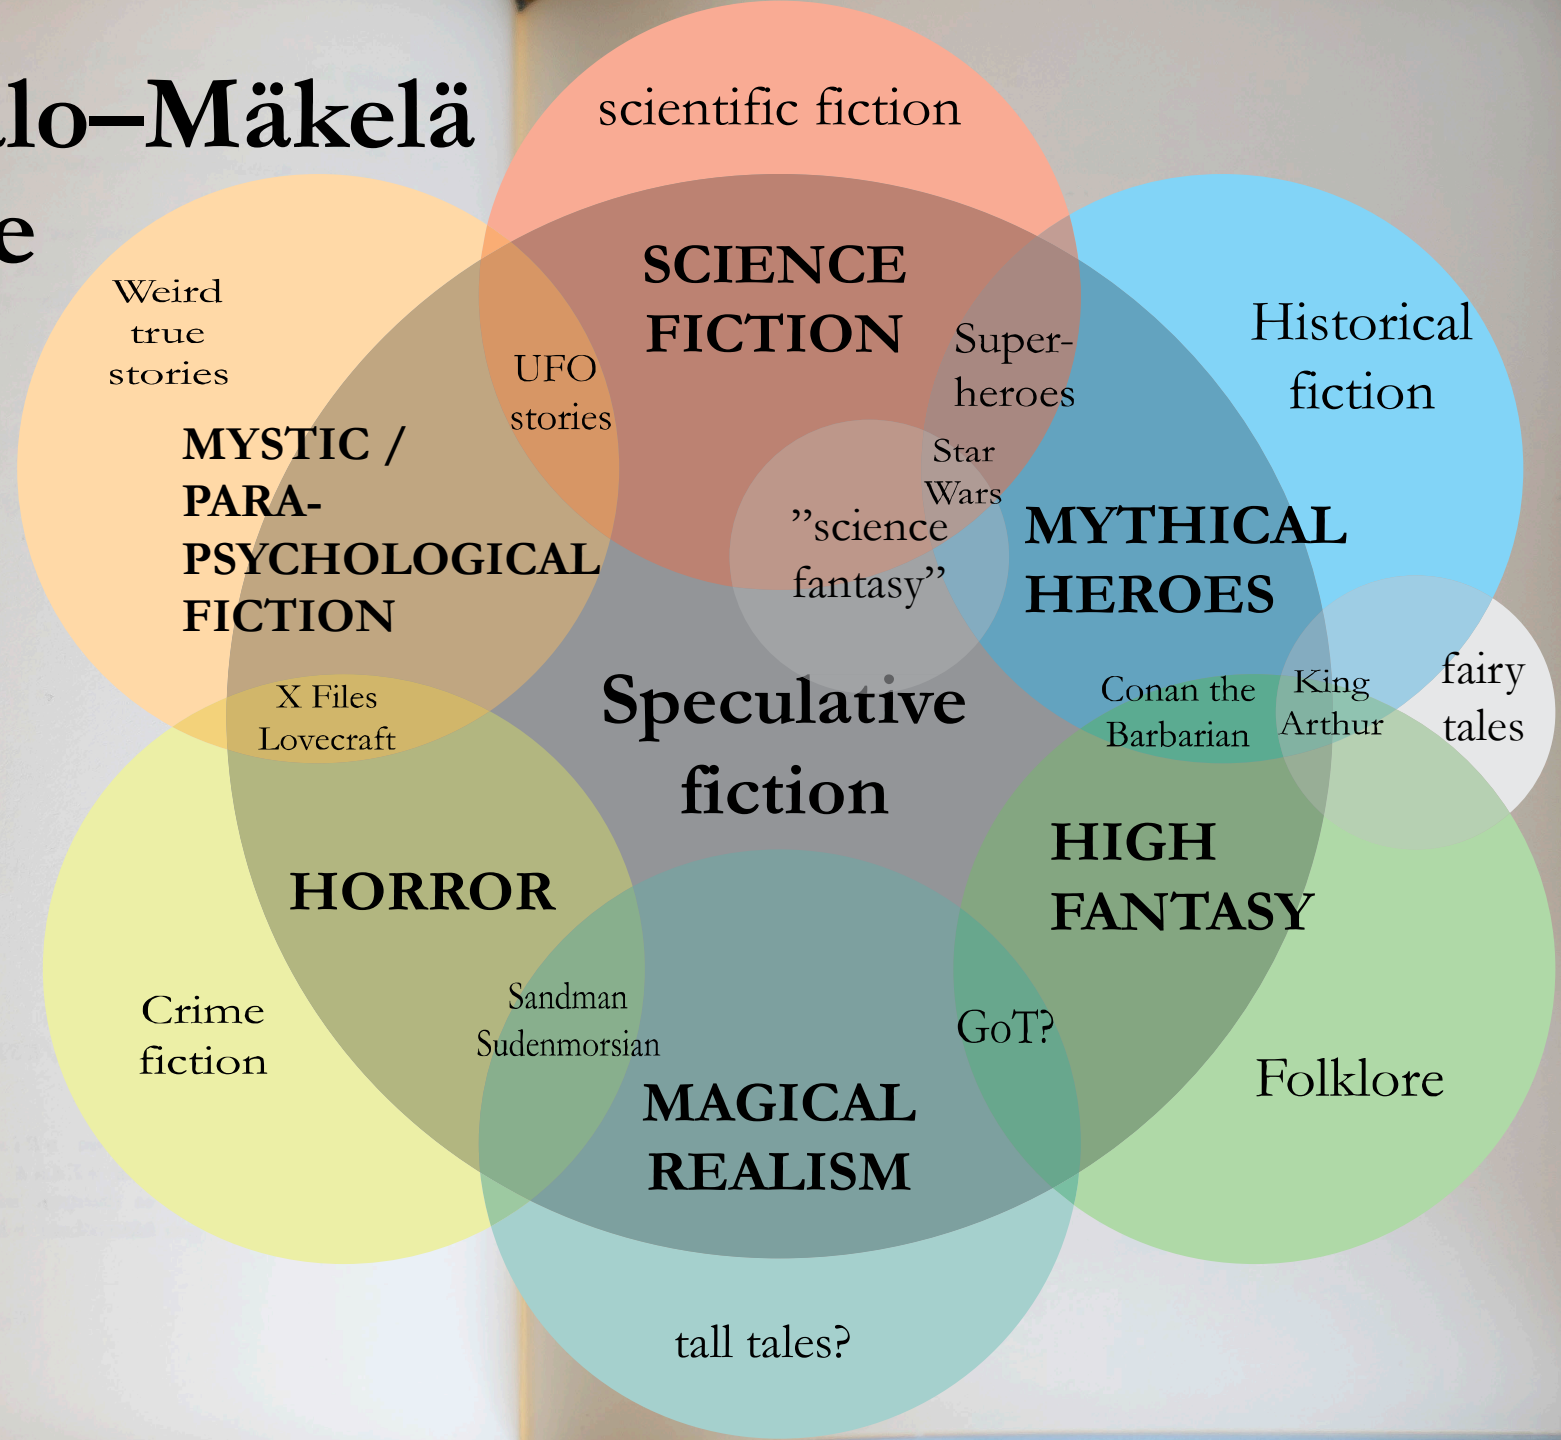 alo–Mäkelä
e
scientific fiction
SCIENCE
FICTION
Weird
true
stories
UFO
stories
MYSTIC /
PARA-
PSYCHOLOGICAL
FICTION
Super-
heroes
Star
Wars
”science
fantasy”
Historical
fiction
MYTHICAL
HEROES
X Files
Lovecraft
Speculative
fiction
Conan the
Barbarian
King
Arthur
fairy
tales
HORROR
HIGH
FANTASY
Crime
fiction
Sandman
Sudenmorsian
GoT?
Folklore
MAGICAL
REALISM
tall tales?